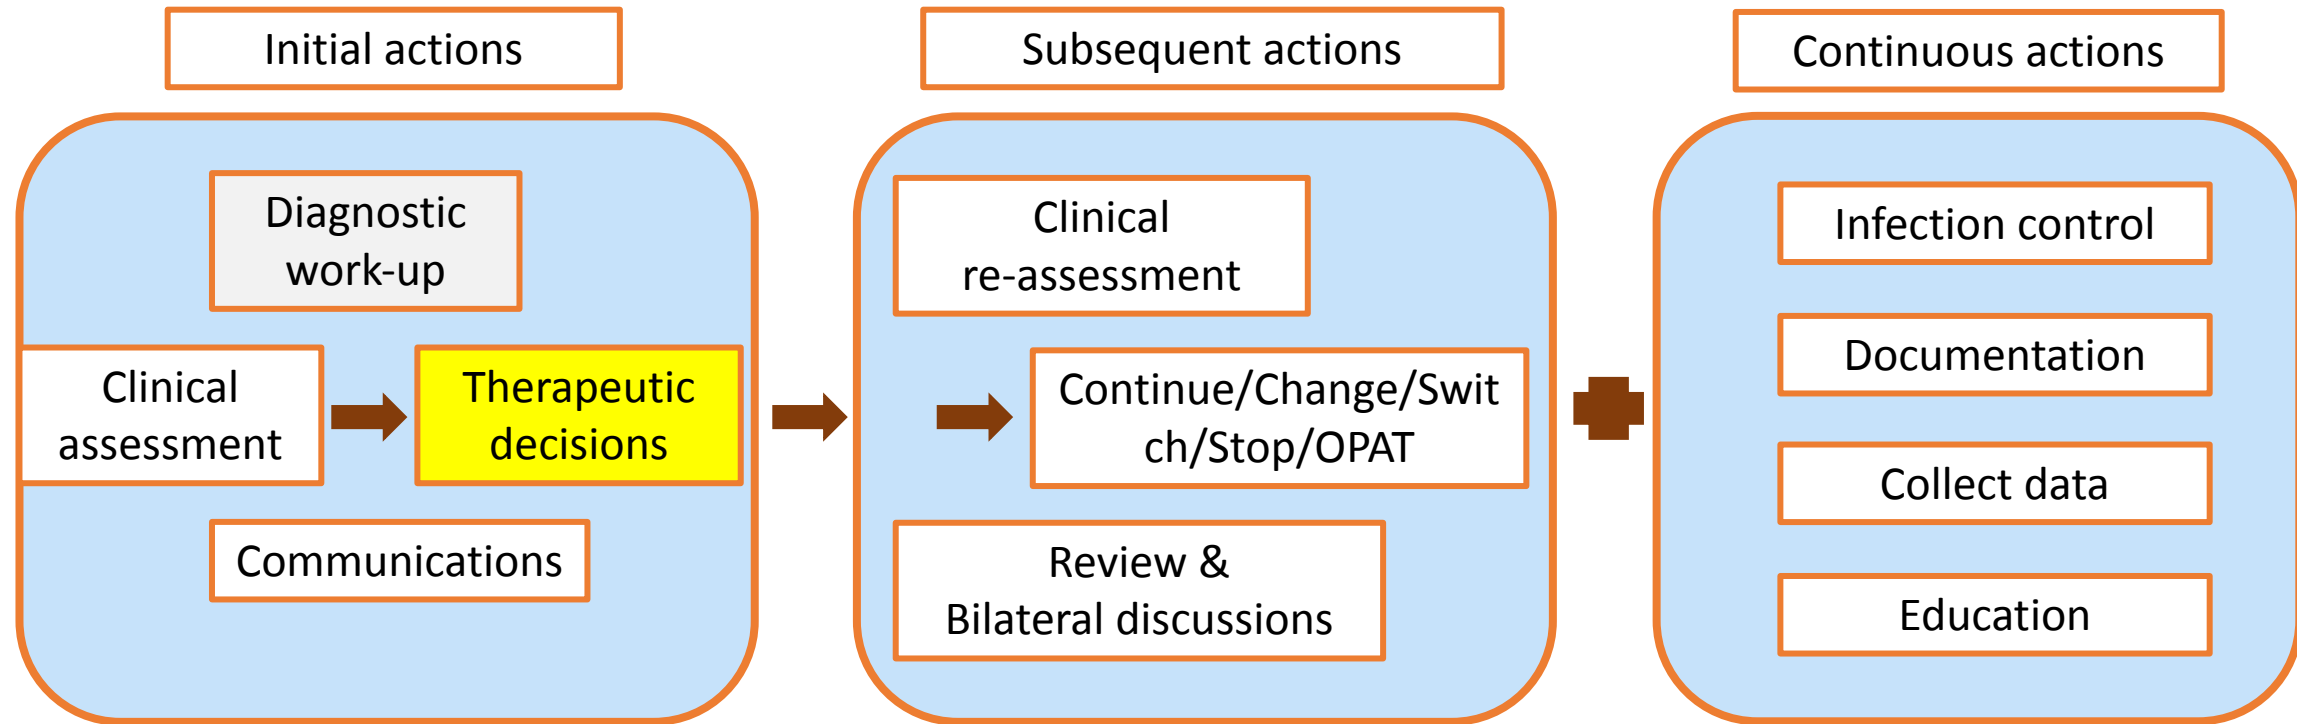 Initial actions
Subsequent actions
Continuous actions
Diagnostic
work-up
Clinical
assessment
Therapeutic
decisions
Communications
Clinical
re-assessment
Continue/Change/Swit
ch/Stop/OPAT
Review &
Bilateral discussions
Infection control
Documentation
Collect data
Education